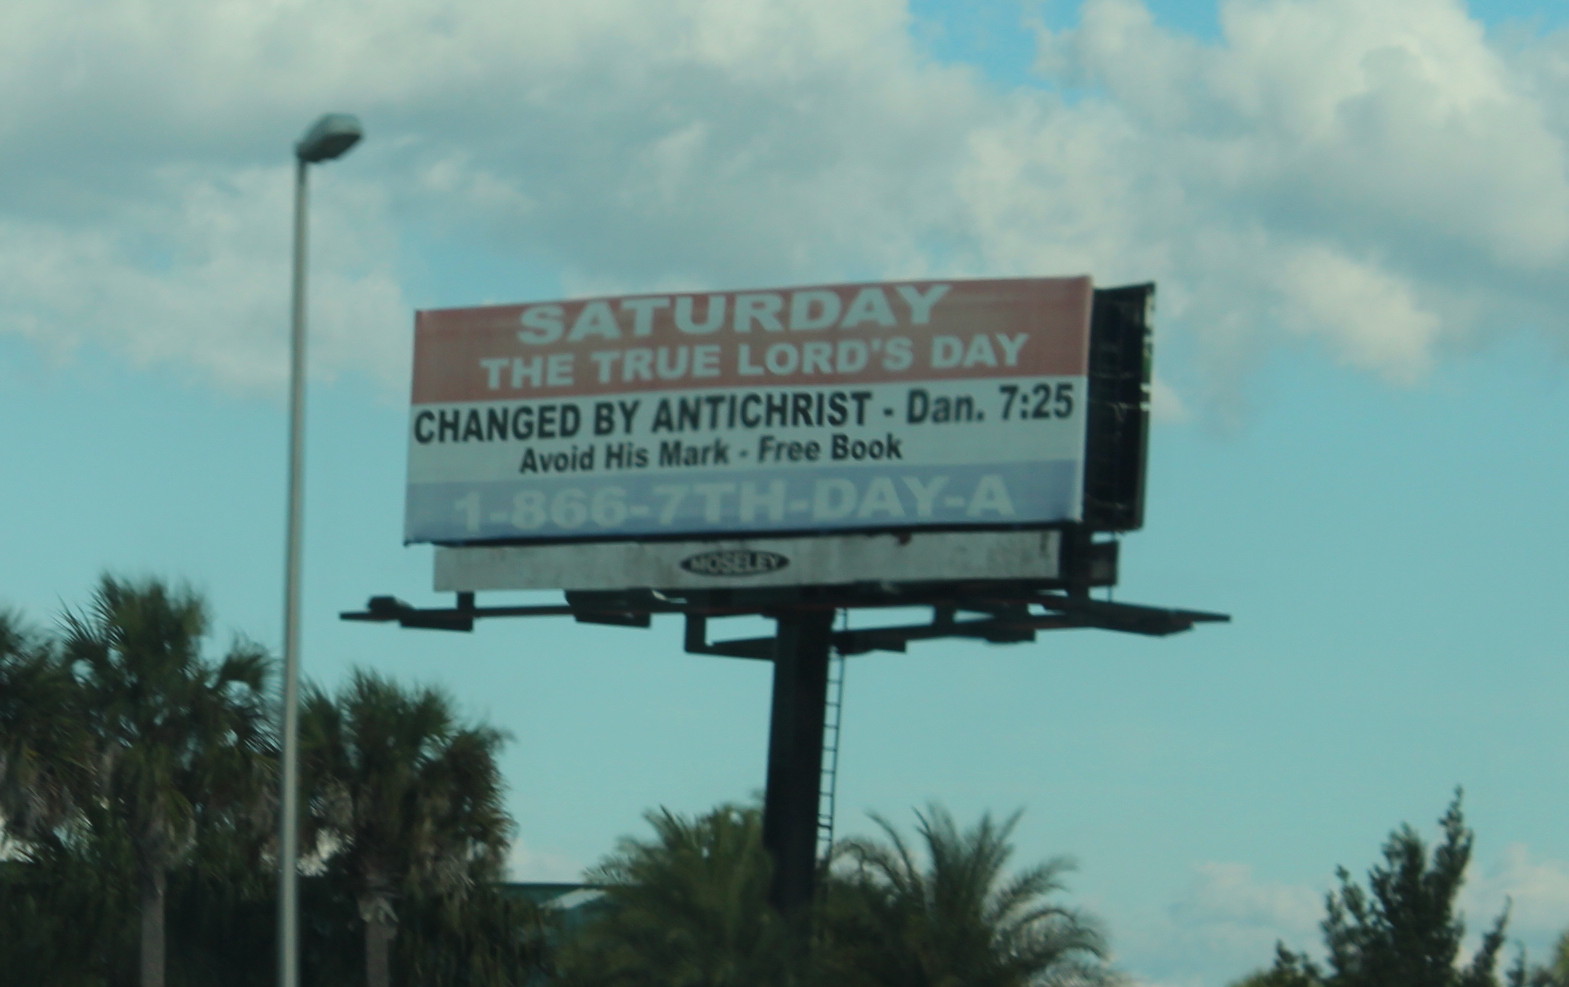 SATURDAY
THE TRUE LORD'S DAY
CHANGED BY ANTICHRIST - Dan. 7:25
Avoid His Mark - Free Book
1-866-7TH-DAY-A
MOSELEY